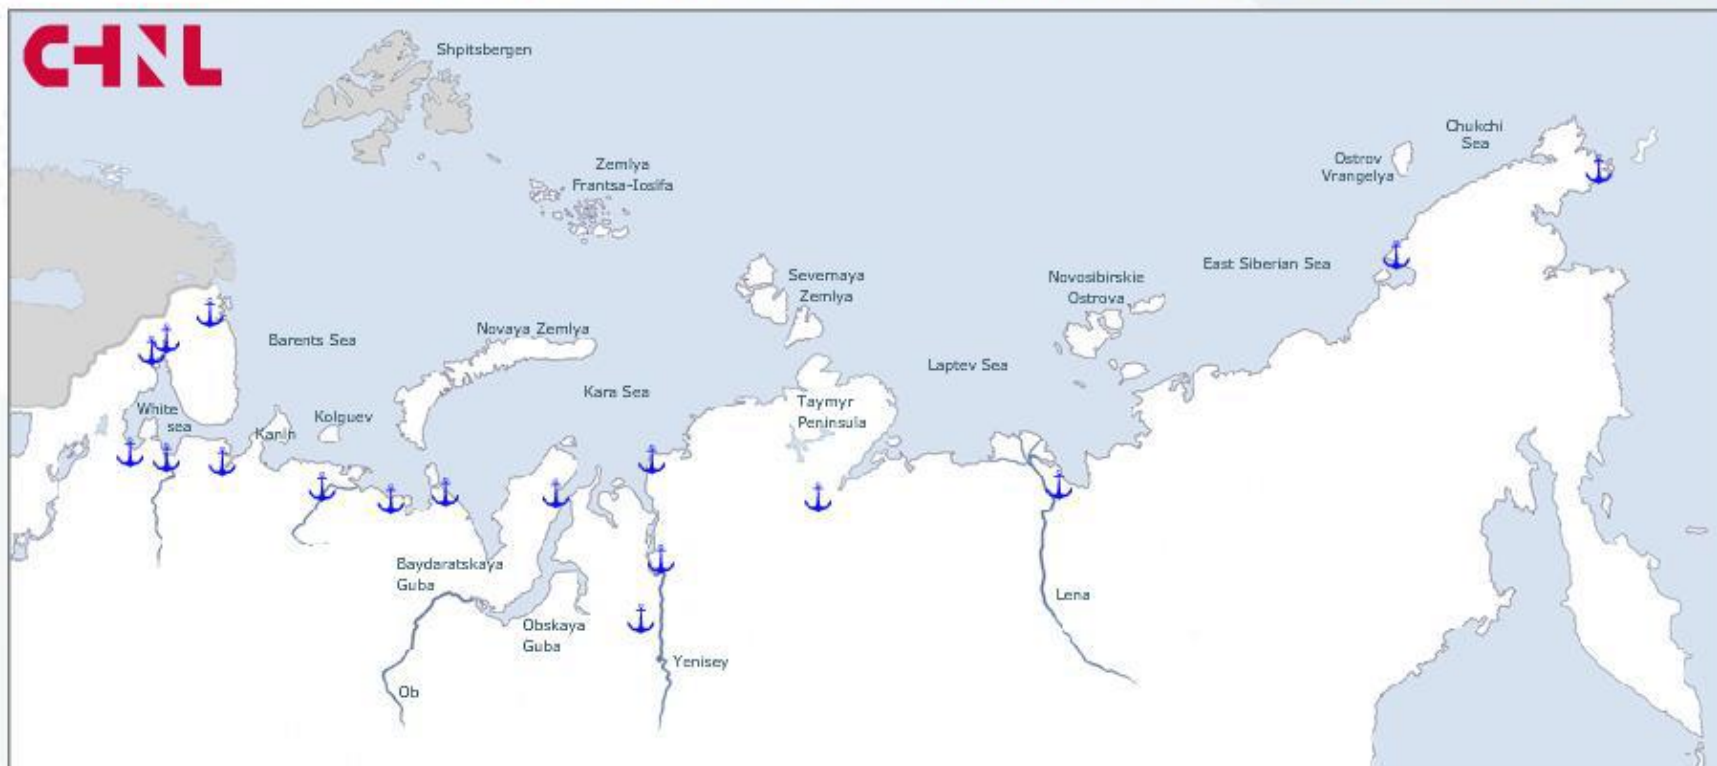 CHNL
Shpitsbergen
Chukchi
Sea
Zemlya
Frantsa-Iosifa
Ostrov
Vrangelya
Severnaya
Zemlya
Novosibirskie
Ostrova
East Siberian Sea
Barents Sea
Novaya Zemlya
Kara Sea
Laptev Sea
Taymyr
Peninsula
White
sea
Kanin
Kolguev
Baydaratskaya
Guba
Obskaya
Guba
Lena
Yenisey
Ob